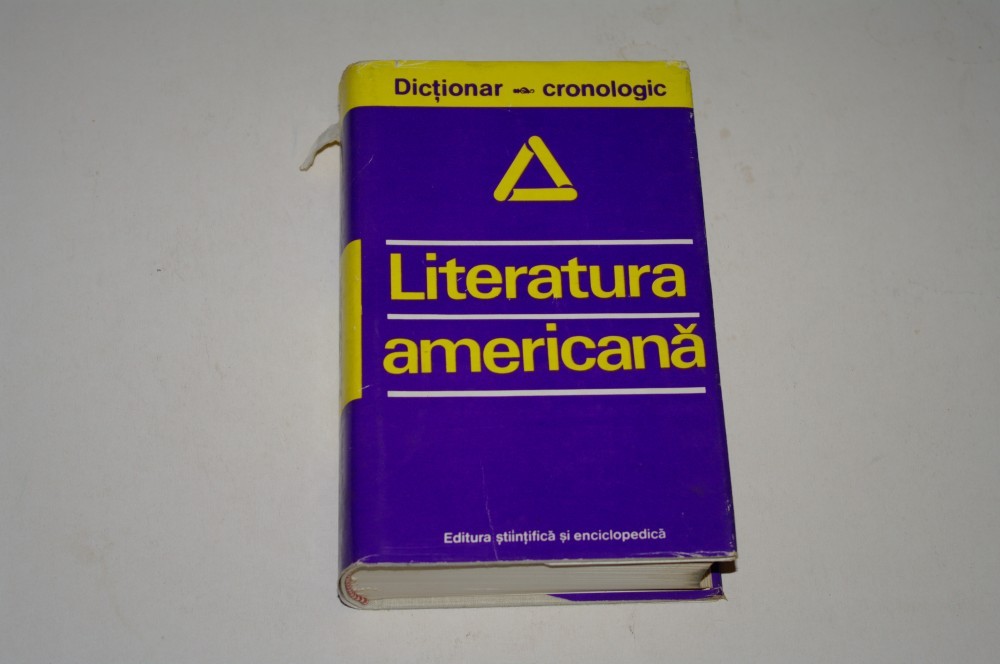 Dicționar cronologic
Literatura
americană
Editura științifică și enciclopedică